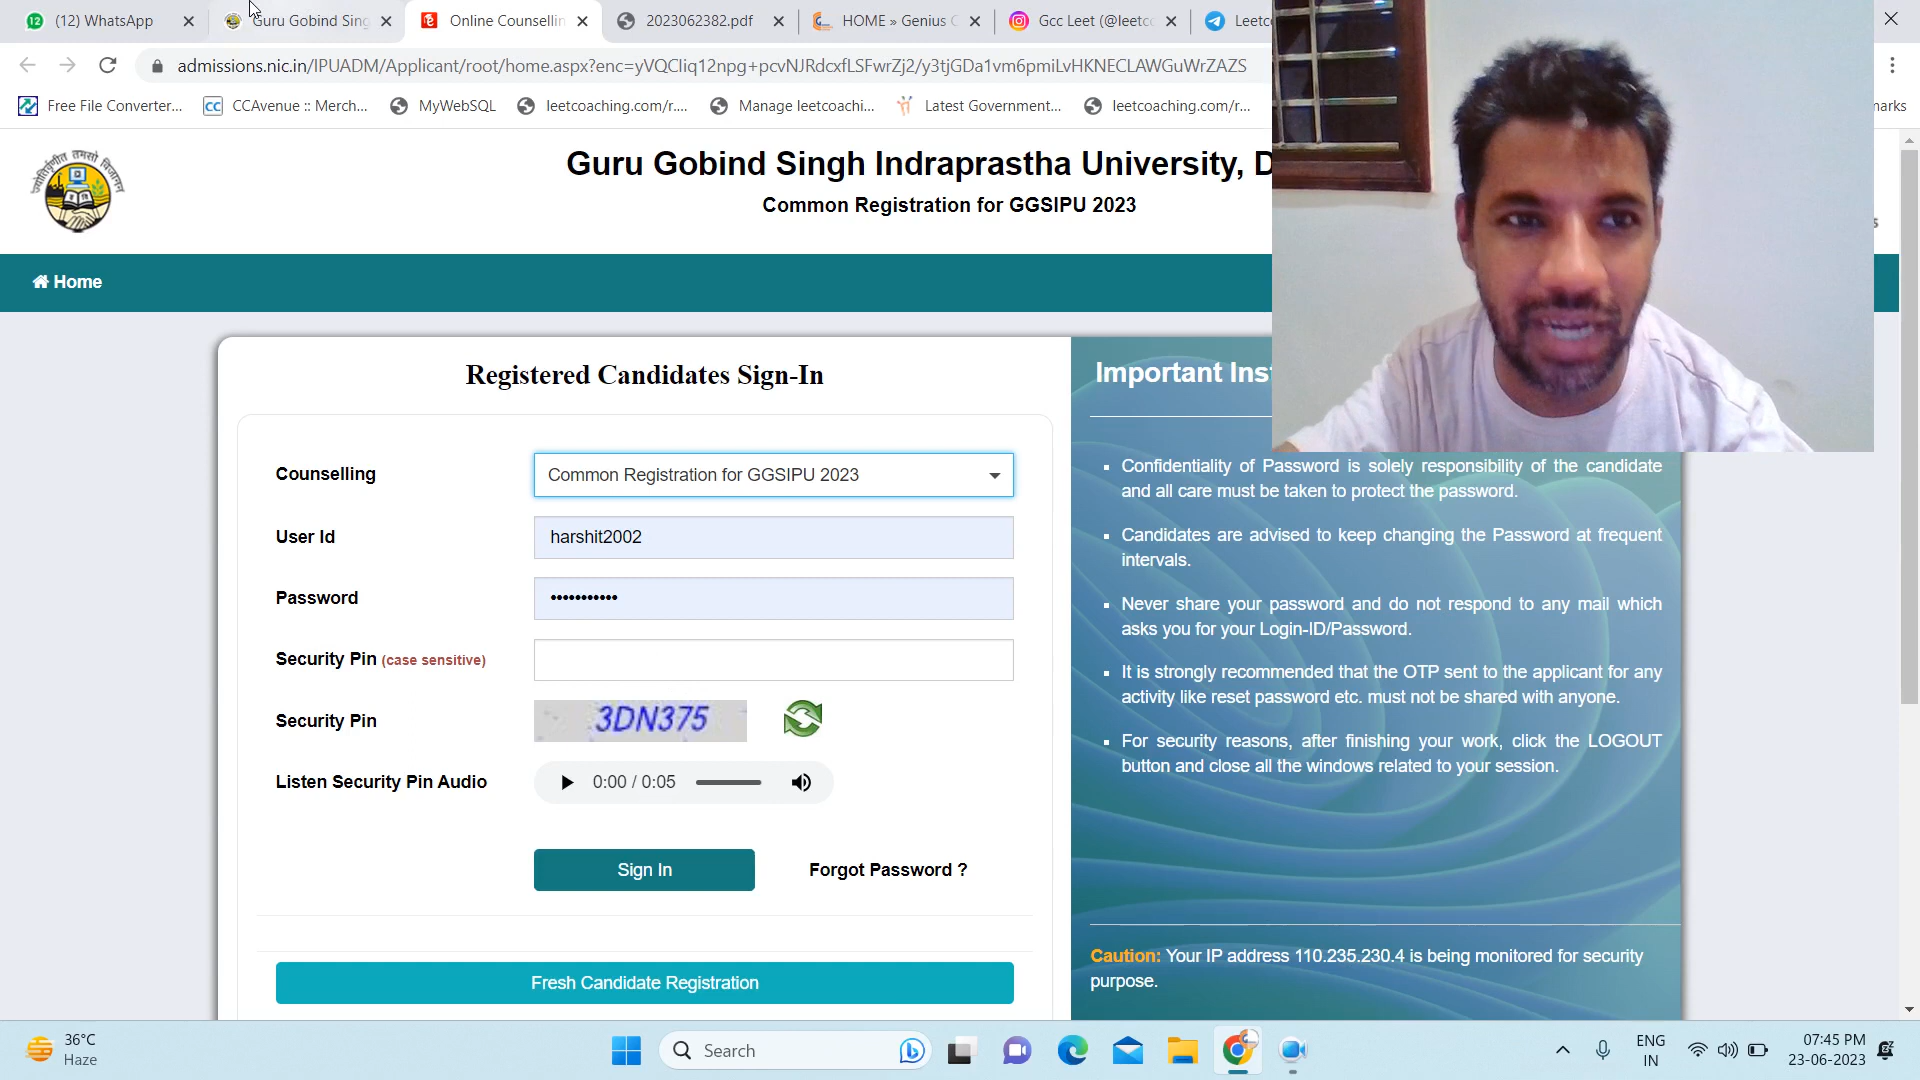 (12) WhatsApp
Guru Gobind Sing
Online Counsellin
2023062382.pdf
HOME » Genius C
Gcc Leet (@leetco
Leetc
admissions.nic.in/IPUADM/Applicant/root/home.aspx?enc=yVQCIiq12npg+pcvNJRdcxfLSFwrZj2/y3tjGDa1vm6pmiLvHKNECLAWGuWrZAZS
Free File Converter...
CCAvenue :: Merch...
MyWebSQL
leetcoaching.com/r....
Manage leetcoachi...
Latest Government...
leetcoaching.com/r...
arks
Guru Gobind Singh Indraprastha University, D
Common Registration for GGSIPU 2023
s
Home
Registered Candidates Sign-In
Counselling
Common Registration for GGSIPU 2023
User Id
harshit2002
Password
•••••••••••
Security Pin (case sensitive)
Security Pin
3DN375
Listen Security Pin Audio
0:00 / 0:05
Sign In
Forgot Password ?
Fresh Candidate Registration
Important Ins
Confidentiality of Password is solely responsibility of the candidate
and all care must be taken to protect the password.
Candidates are advised to keep changing the Password at frequent
intervals.
Never share your password and do not respond to any mail which
asks you for your Login-ID/Password.
It is strongly recommended that the OTP sent to the applicant for any
activity like reset password etc. must not be shared with anyone.
For security reasons, after finishing your work, click the LOGOUT
button and close all the windows related to your session.
Caution: Your IP address 110.235.230.4 is being monitored for security
purpose.
36°C
Haze
Search
ENG
IN
07:45 PM
23-06-2023